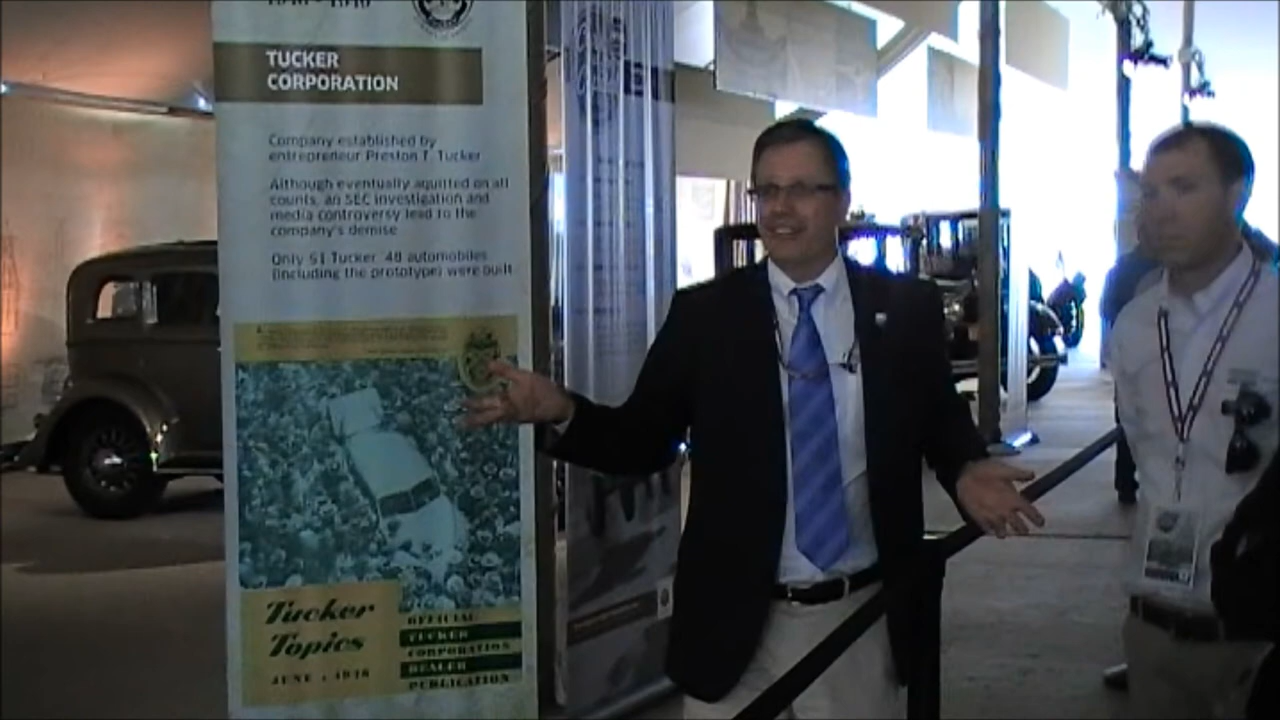 TUCKER
CORPORATION
Company established by
entrepreneur Preston T. Tucker
Although eventually aquitted on all
counts, an SEC investigation and
media controversy lead to the
company's demise
Only 51 Tucker '48 automobiles
(including the prototype) were built
Tucker
Topics
JUNE 1948
OFFICIAL
TUCKER
CORPORATION
DEALER
PUBLICATION